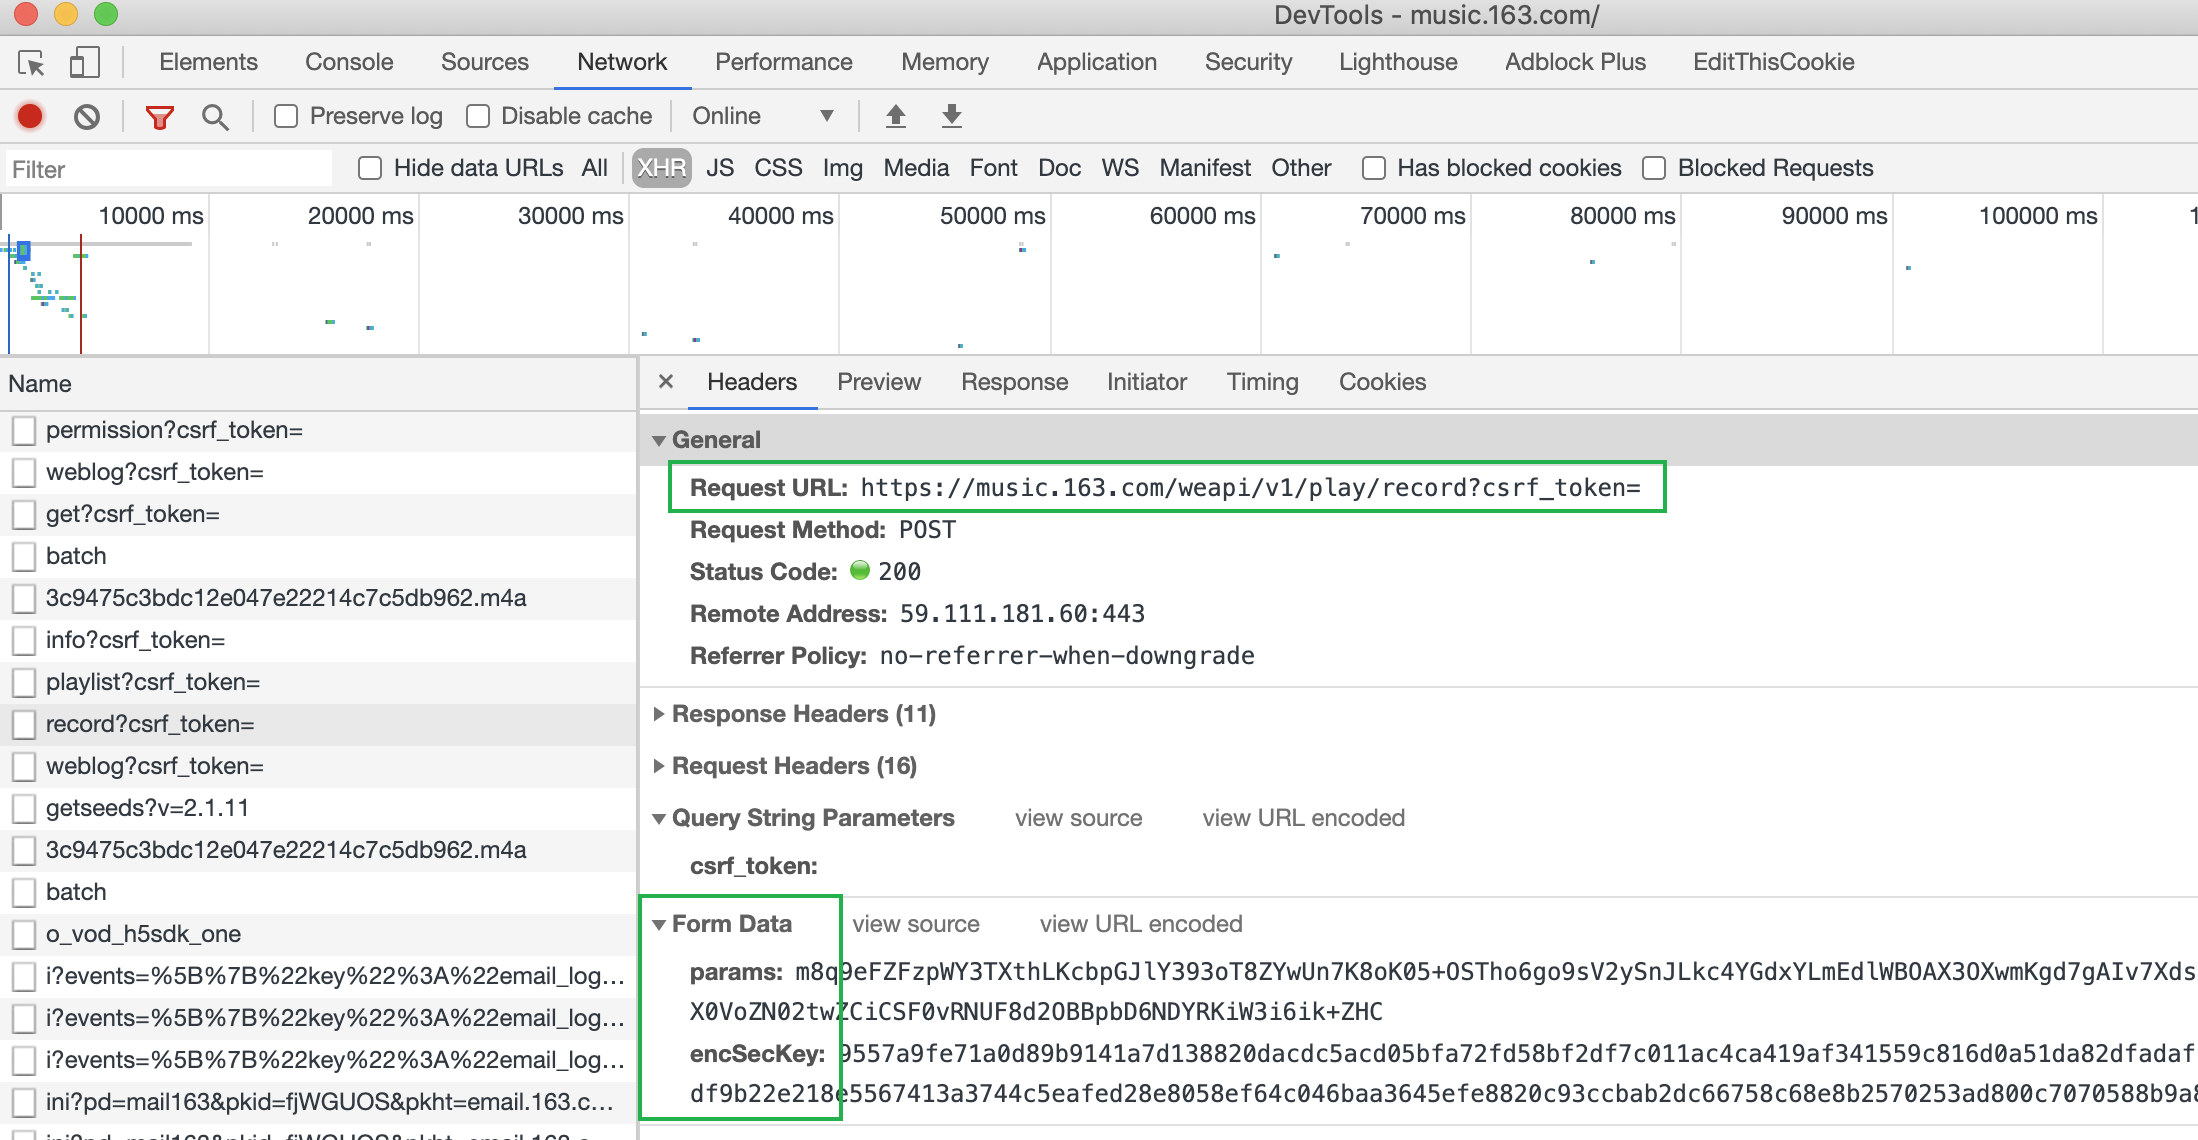 DevTools - music.163.com/
Elements Console Sources Network Performance Memory Application Security Lighthouse Adblock Plus EditThisCookie
Preserve log Disable cache Online
Filter Hide data URLs All XHR JS CSS Img Media Font Doc WS Manifest Other Has blocked cookies Blocked Requests
10000 ms 20000 ms 30000 ms 40000 ms 50000 ms 60000 ms 70000 ms 80000 ms 90000 ms 100000 ms
Name
permission?csrf_token=
weblog?csrf_token=
get?csrf_token=
batch
3c9475c3bdc12e047e22214c7c5db962.m4a
info?csrf_token=
playlist?csrf_token=
record?csrf_token=
weblog?csrf_token=
getseeds?v=2.1.11
3c9475c3bdc12e047e22214c7c5db962.m4a
batch
o_vod_h5sdk_one
i?events=%5B%7B%22key%22%3A%22email_log...
i?events=%5B%7B%22key%22%3A%22email_log...
i?events=%5B%7B%22key%22%3A%22email_log...
ini?pd=mail163&pkid=fjWGUOS&pkht=email.163.c...
Headers Preview Response Initiator Timing Cookies
General
Request URL: https://music.163.com/weapi/v1/play/record?csrf_token=
Request Method: POST
Status Code: 200
Remote Address: 59.111.181.60:443
Referrer Policy: no-referrer-when-downgrade
Response Headers (11)
Request Headers (16)
Query String Parameters view source view URL encoded
csrf_token:
Form Data view source view URL encoded
params: m8q9eFZFzpWY3TXthLKcbpGJlY393oT8ZYwUn7K8oK05+OSTho6go9sV2ySnJLkc4YGdxYLmEdlWBOAX3OXwmKgd7gAIv7Xds
X0VoZN02twZCiCSF0vRNUF8d2OBBpbD6NDYRKiW3i6ik+ZHC
encSecKey: 9557a9fe71a0d89b9141a7d138820dacdc5acd05bfa72fd58bf2df7c011ac4ca419af341559c816d0a51da82dfadaf
df9b22e218e5567413a3744c5eafed28e8058ef64c046baa3645efe8820c93ccbab2dc66758c68e8b2570253ad800c7070588b9a8